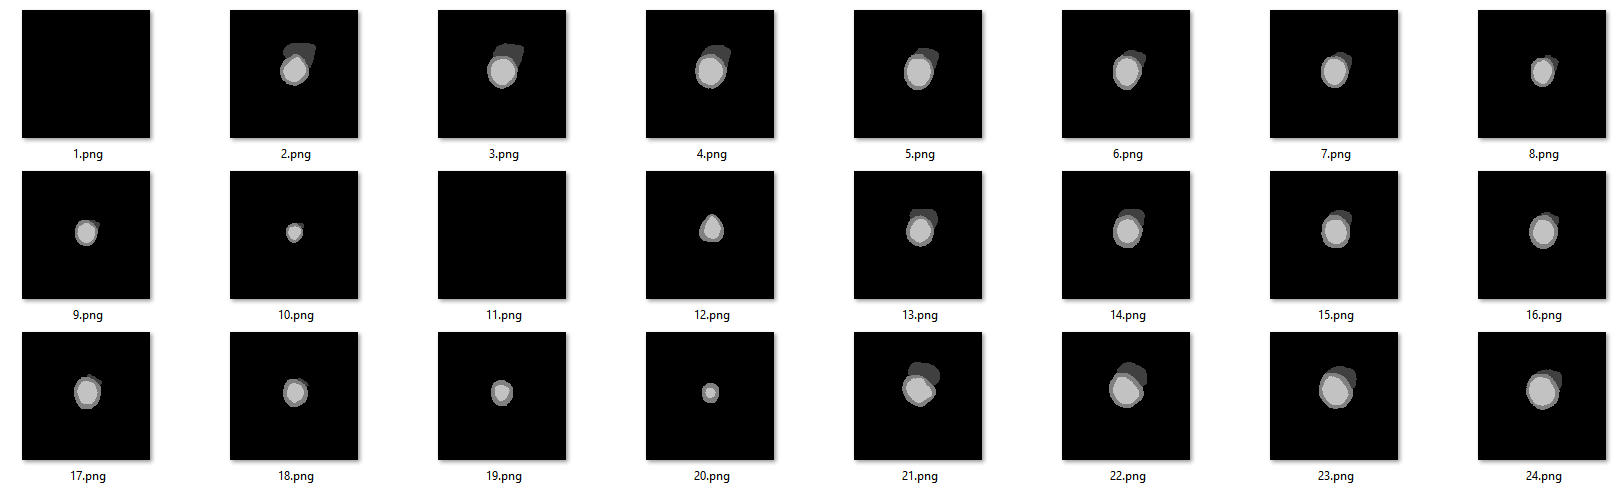 1.png 2.png 3.png 4.png 5.png 6.png 7.png 8.png
9.png 10.png 11.png 12.png 13.png 14.png 15.png 16.png
17.png 18.png 19.png 20.png 21.png 22.png 23.png 24.png